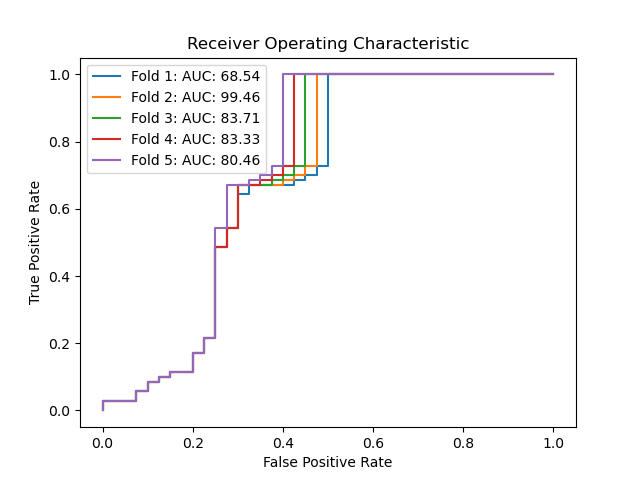 Receiver Operating Characteristic
Fold 1: AUC: 68.54
Fold 2: AUC: 99.46
Fold 3: AUC: 83.71
Fold 4: AUC: 83.33
Fold 5: AUC: 80.46
1.0
0.8
0.6
0.4
0.2
0.0
True Positive Rate
0.0 0.2 0.4 0.6 0.8 1.0
False Positive Rate